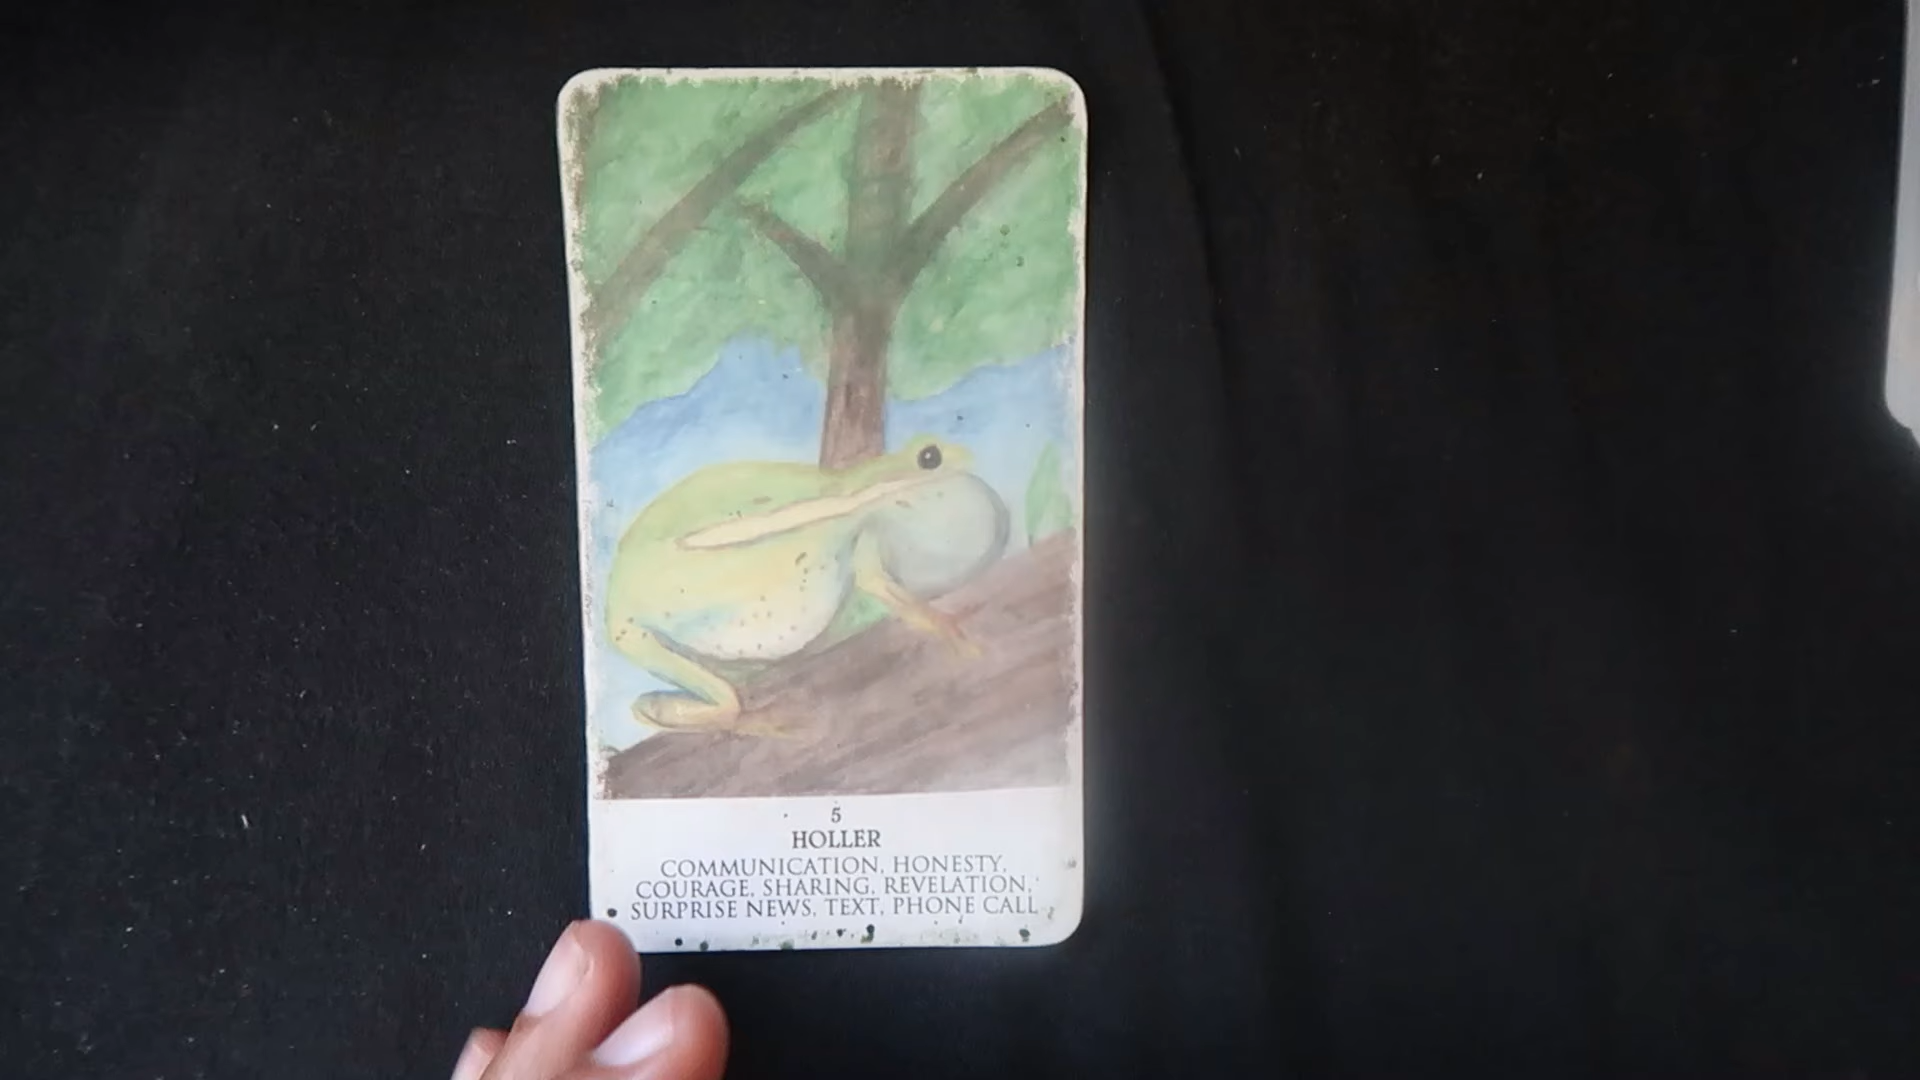 5
HOLLER
COMMUNICATION, HONESTY,
COURAGE, SHARING, REVELATION,
SURPRISE NEWS, TEXT, PHONE CALL